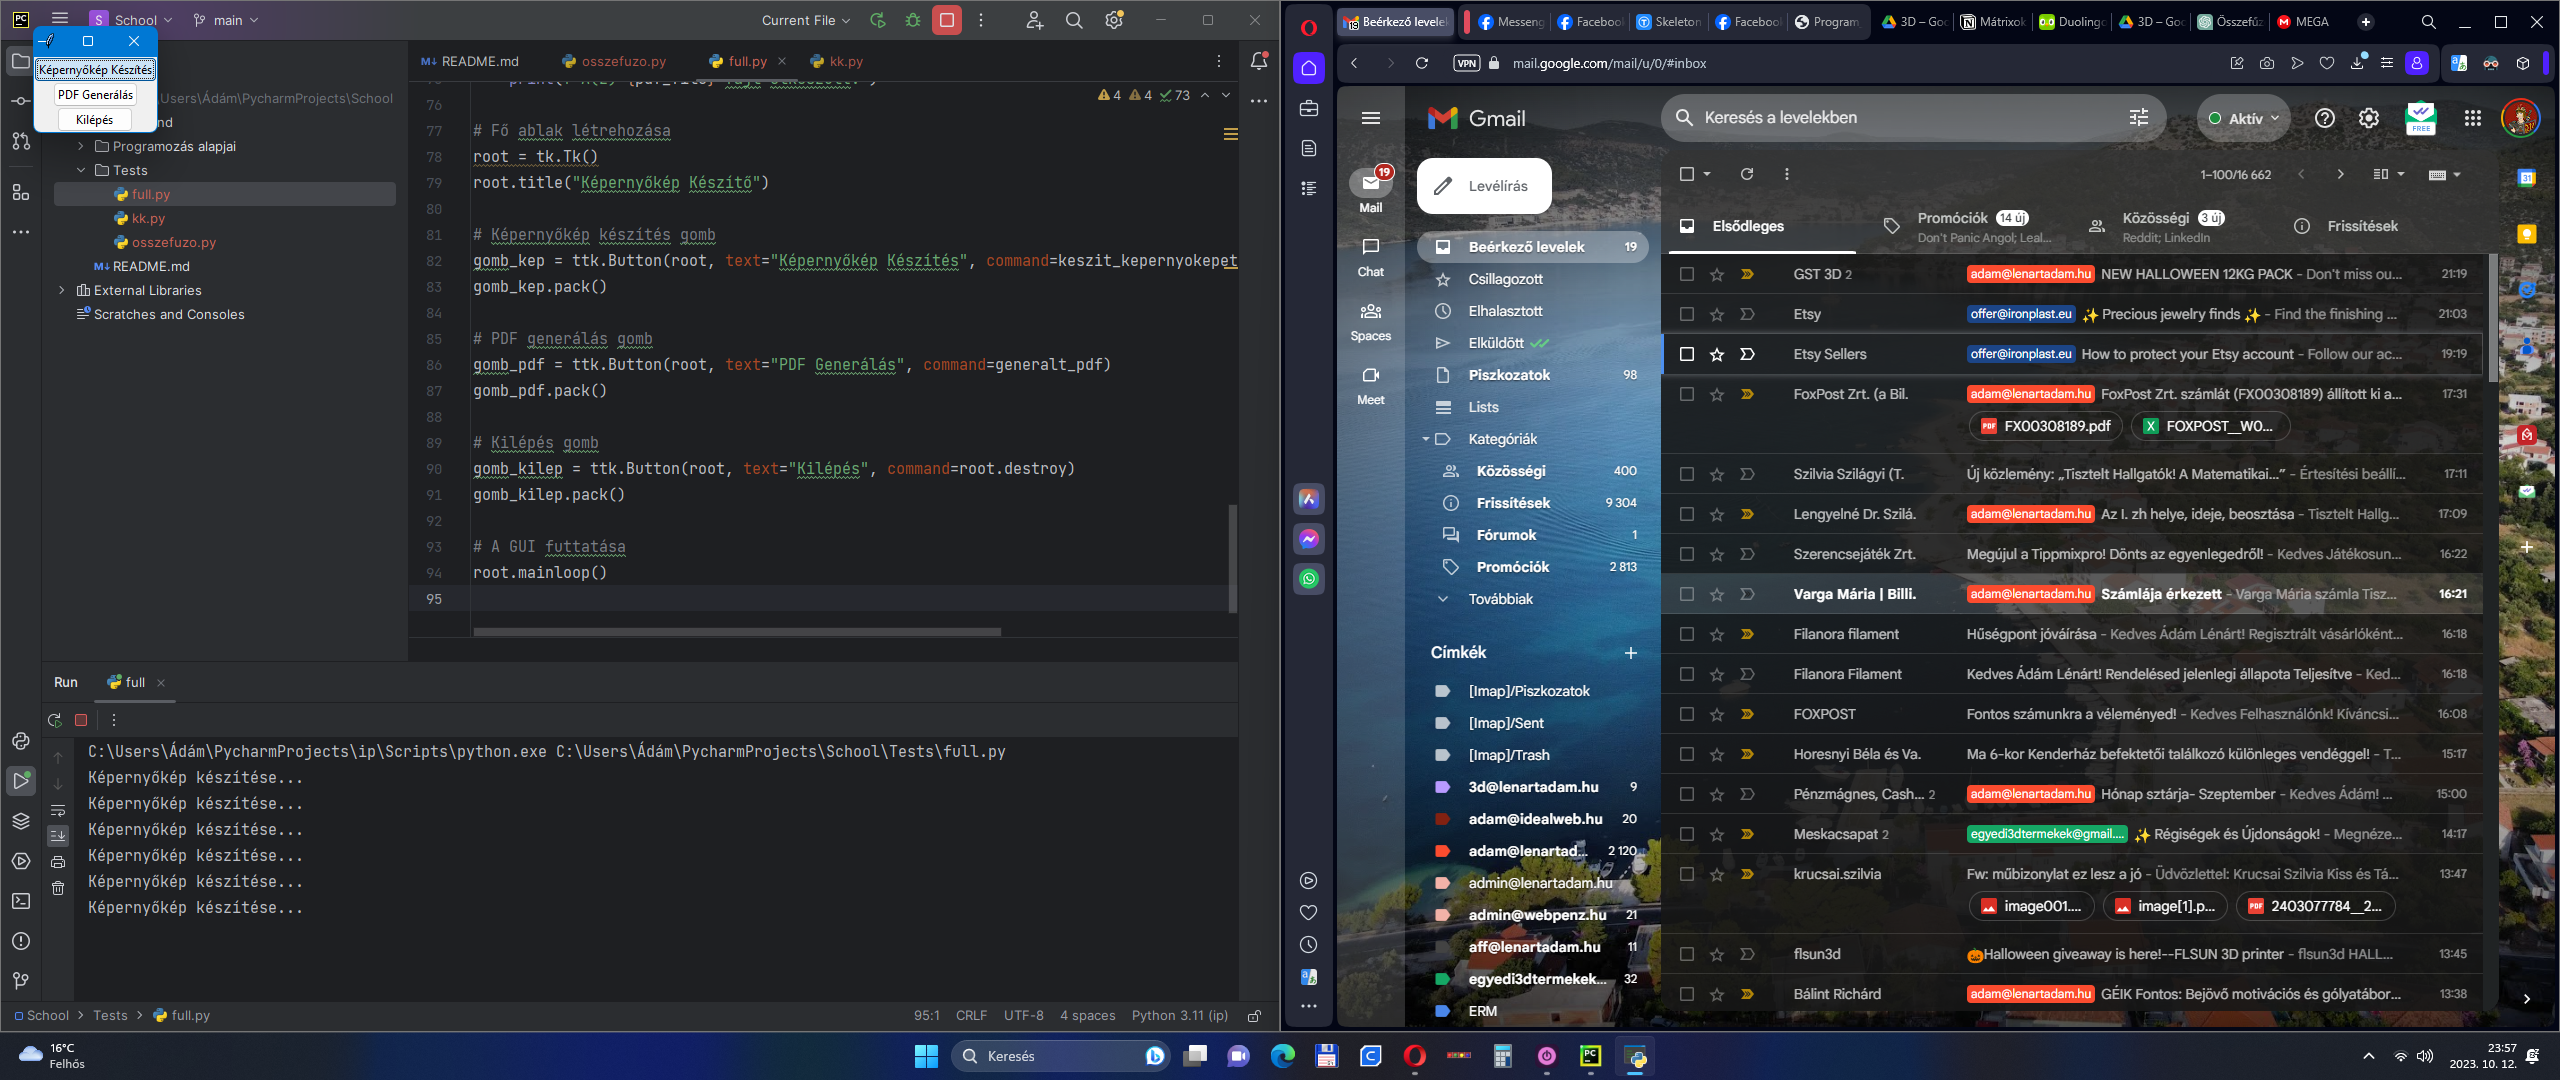 School
main
Current File
Képernyőkép Készítés
PDF Generálás
Kilépés
Users\Ádám\PycharmProjects\School
nd
Programozás alapjai
Tests
full.py
kk.py
osszefuzo.py
README.md
External Libraries
Scratches and Consoles
README.md
osszefuzo.py
full.py
kk.py
4
4
73
76
77 # Fő ablak létrehozása
78 root = tk.Tk()
79 root.title("Képernyőkép Készítő")
80
81 # Képernyőkép készítés gomb
82 gomb_kep = ttk.Button(root, text="Képernyőkép Készítés", command=keszit_kepernyokepet
83 gomb_kep.pack()
84
85 # PDF generálás gomb
86 gomb_pdf = ttk.Button(root, text="PDF Generálás", command=generalt_pdf)
87 gomb_pdf.pack()
88
89 # Kilépés gomb
90 gomb_kilep = ttk.Button(root, text="Kilépés", command=root.destroy)
91 gomb_kilep.pack()
92
93 # A GUI futtatása
94 root.mainloop()
95
Run
full
C:\Users\Ádám\PycharmProjects\ip\Scripts\python.exe C:\Users\Ádám\PycharmProjects\School\Tests\full.py
Képernyőkép készítése...
Képernyőkép készítése...
Képernyőkép készítése...
Képernyőkép készítése...
Képernyőkép készítése...
Képernyőkép készítése...
School
Tests
full.py
95:1
CRLF
UTF-8
4 spaces
Python 3.11 (ip)
Beérkező levelek
Messeng
Facebook
Skeleton
Facebook
Program
3D – Goo
Mátrixok
Duolingo
3D – Goo
Összefűz
MEGA
VPN
mail.google.com/mail/u/0/#inbox
Gmail
Keresés a levelekben
Aktív
FREE
19
Mail
Chat
Spaces
Meet
Levélírás
Beérkező levelek 19
Csillagozott
Elhalasztott
Elküldött
Piszkozatok 98
Lists
Kategóriák
Közösségi 400
Frissítések 9 304
Fórumok 1
Promóciók 2 813
Továbbiak
Címkék
[Imap]/Piszkozatok
[Imap]/Sent
[Imap]/Trash
3d@lenartadam.hu 9
adam@idealweb.hu 20
adam@lenartad... 2 120
admin@lenartadam.hu
admin@webpenz.hu 21
aff@lenartadam.hu 11
egyedi3dtermekek... 32
ERM
1–100/16 662
Elsődleges
Promóciók 14 új
Don't Panic Angol; Leal...
Közösségi 3 új
Reddit; LinkedIn
Frissítések
GST 3D 2 adam@lenartadam.hu NEW HALLOWEEN 12KG PACK - Don't miss ou... 21:19
Etsy offer@ironplast.eu ✨ Precious jewelry finds ✨ - Find the finishing ... 21:03
Etsy Sellers offer@ironplast.eu How to protect your Etsy account - Follow our ac... 19:19
FoxPost Zrt. (a Bil. adam@lenartadam.hu FoxPost Zrt. számlát (FX00308189) állított ki a... 17:31
PDF FX00308189.pdf
X FOXPOST__W0...
Szilvia Szilágyi (T. Új közlemény: „Tisztelt Hallgatók! A Matematikai...” - Értesítési beállí... 17:11
Lengyelné Dr. Szilá. adam@lenartadam.hu Az I. zh helye, ideje, beosztása - Tisztelt Hallg... 17:09
Szerencsejáték Zrt. Megújul a Tippmixpro! Dönts az egyenlegedről! - Kedves Játékosun... 16:22
Varga Mária | Billi. adam@lenartadam.hu Számlája érkezett - Varga Mária számla Tisz... 16:21
Filanora filament Hűségpont jóváírása - Kedves Ádám Lénárt! Regisztrált vásárlóként... 16:18
Filanora Filament Kedves Ádám Lénárt! Rendelésed jelenlegi állapota Teljesítve - Ked... 16:18
FOXPOST Fontos számunkra a véleményed! - Kedves Felhasználónk! Kíváncsi... 16:08
Horesnyi Béla és Va. Ma 6-kor Kenderház befektetői találkozó különleges vendéggel! - T... 15:17
Pénzmágnes, Cash... 2 adam@lenartadam.hu Hónap sztárja- Szeptember - Kedves Ádám! ... 15:00
Meskacsapat 2 egyedi3dtermekek@gmail.... ✨ Régiségek és Újdonságok! - Megnéze... 14:17
krucsai.szilvia Fw: műbizonylat ez lesz a jó - Üdvözlettel: Krucsai Szilvia Kiss és Tá... 13:47
image001....
image[1].p...
PDF 2403077784__2...
flsun3d 🎃Halloween giveaway is here!--FLSUN 3D printer - flsun3d HALL... 13:45
Bálint Richárd adam@lenartadam.hu GÉIK Fontos: Bejövő motivációs és gólyatábor... 13:38
16°C
Felhős
Keresés
23:57
2023. 10. 12.